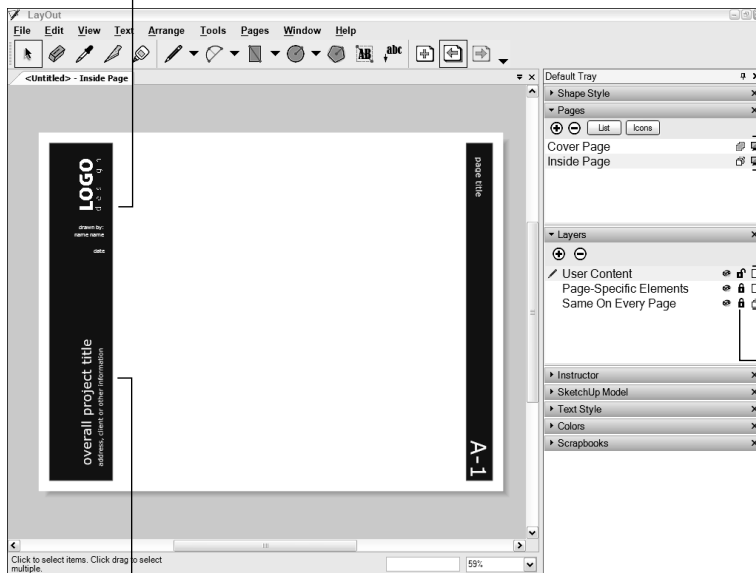 LayOut
File Edit View Text Arrange Tools Pages Window Help
AB abc
<Untitled> - Inside Page
LOGO
design
drawn by:
name name
date
overall project title
address, client or other information
page title
A-1
Click to select items. Click drag to select
multiple.
59%
Default Tray
Shape Style
Pages
List Icons
Cover Page
Inside Page
Layers
User Content
Page-Specific Elements
Same On Every Page
Instructor
SketchUp Model
Text Style
Colors
Scrapbooks